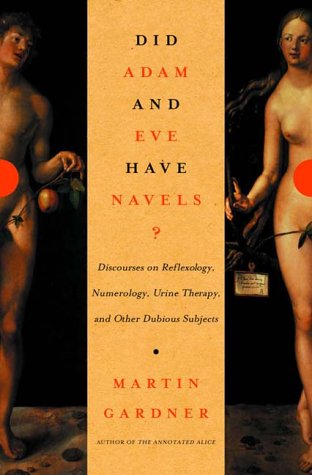 DID
ADAM
AND
EVE
HAVE
NAVELS
?
Discourses on Reflexology,
Numerology, Urine Therapy,
and Other Dubious Subjects
•
MARTIN
GARDNER
AUTHOR OF THE ANNOTATED ALICE